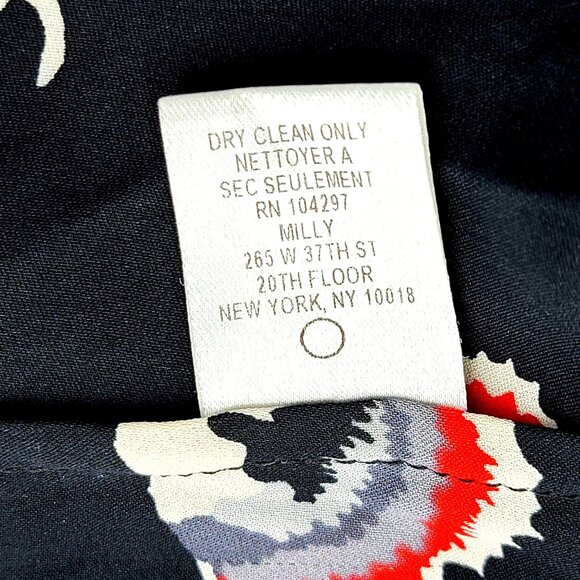 DRY CLEAN ONLY
NETTOYER A
SEC SEULEMENT
RN 104297
MILLY
265 W 37TH ST
20TH FLOOR
NEW YORK, NY 10018